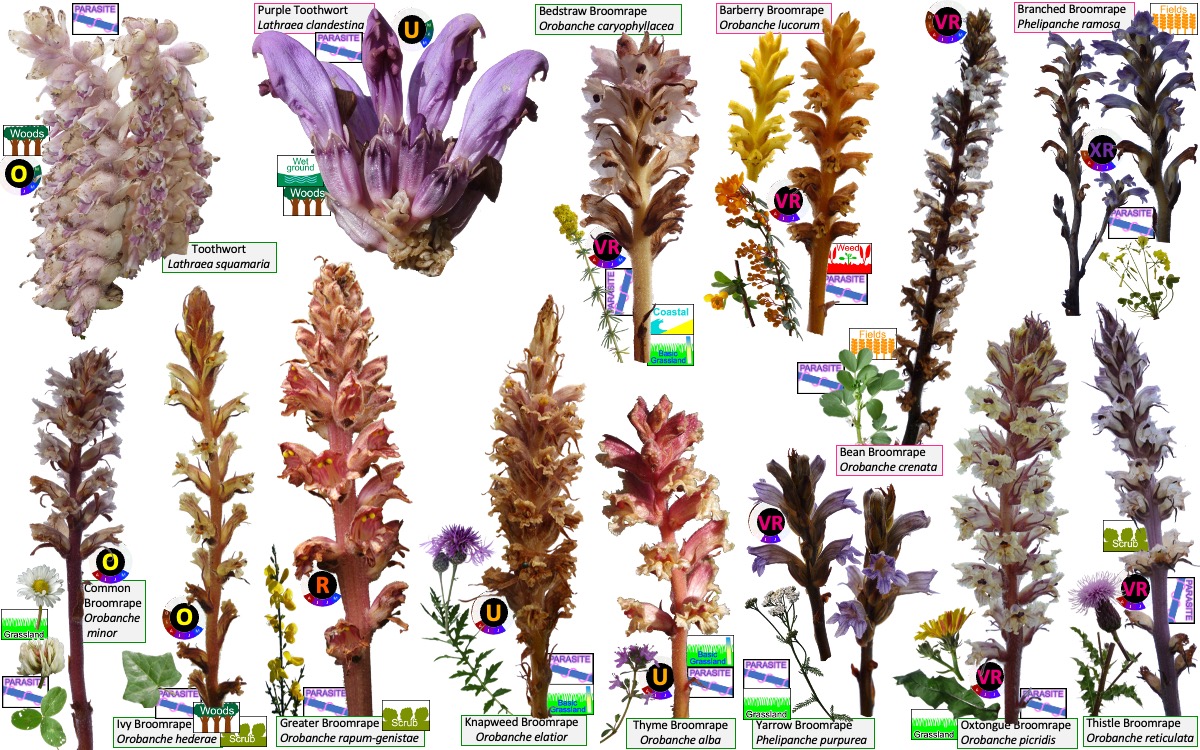 PARASITE
Woods
O
Toothwort
Lathraea squamaria
Purple Toothwort
Lathraea clandestina
PARASITE
U
Wet
ground
Woods
Bedstraw Broomrape
Orobanche caryophyllacea
VR
PARASITE
Coastal
Basic
Grassland
Barberry Broomrape
Orobanche lucorum
VR
Weed
PARASITE
VR
Fields
PARASITE
Bean Broomrape
Orobanche crenata
Branched Broomrape
Phelipanche ramosa
Fields
XR
PARASITE
O
Common
Broomrape
Orobanche
minor
Grassland
PARASITE
O
PARASITE
Woods
Scrub
Ivy Broomrape
Orobanche hederae
R
PARASITE
Scrub
Greater Broomrape
Orobanche rapum-genistae
U
PARASITE
Basic
Grassland
Knapweed Broomrape
Orobanche elatior
U
Basic
Grassland
PARASITE
Thyme Broomrape
Orobanche alba
VR
PARASITE
Grassland
Yarrow Broomrape
Phelipanche purpurea
VR
PARASITE
Grassland
Oxtongue Broomrape
Orobanche picridis
Scrub
VR
PARASITE
Thistle Broomrape
Orobanche reticulata